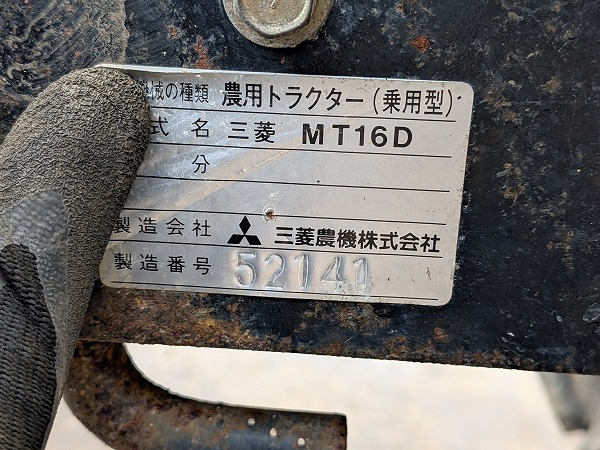 械の種類 農用トラクター(乗用型)
式名 三菱 MT16D
分
製造会社 三菱農機株式会社
製造番号 52141